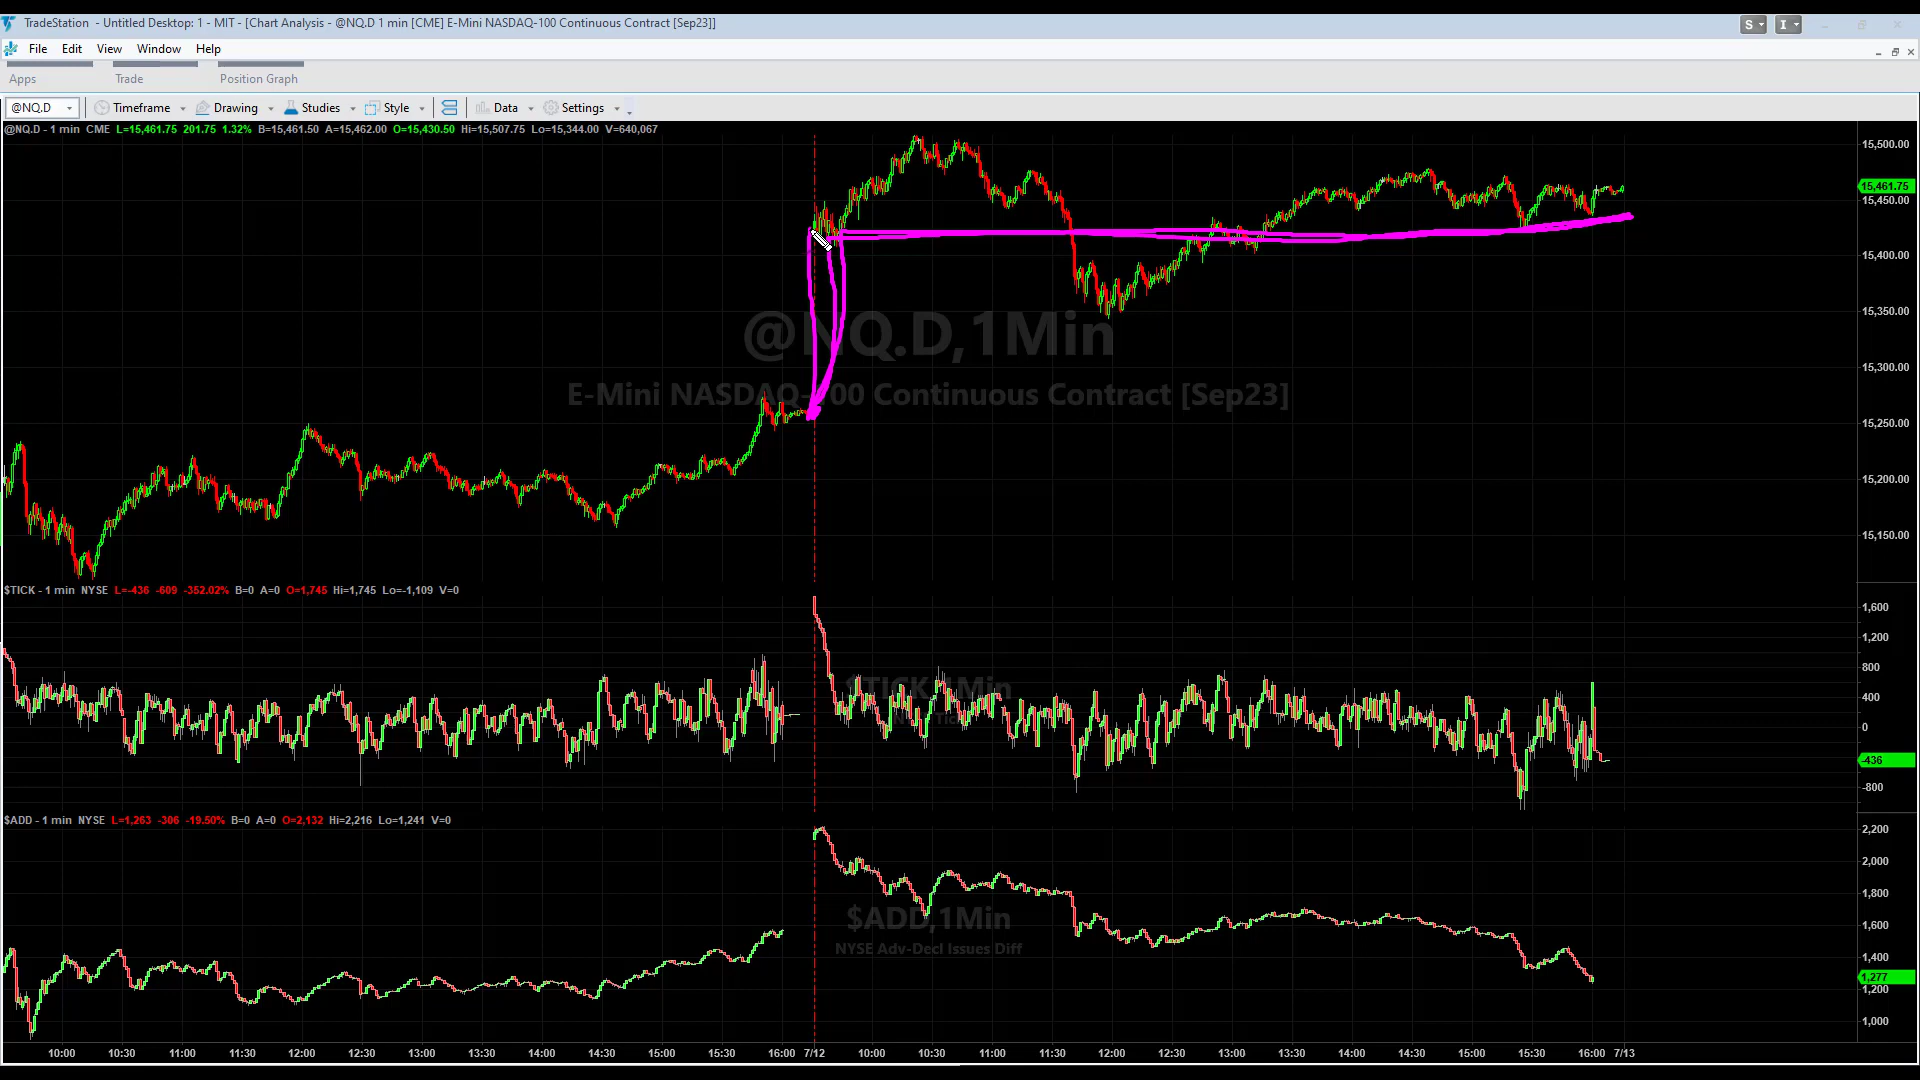 TradeStation - Untitled Desktop: 1 - MIT - [Chart Analysis - @NQ.D 1 min [CME] E-Mini NASDAQ-100 Continuous Contract [Sep23]]
S I
File Edit View Window Help
Apps Trade Position Graph
@NQ.D Timeframe Drawing Studies Style Data Settings
@NQ.D - 1 min CME L=15,461.75 201.75 1.32% B=15,461.50 A=15,462.00 O=15,430.50 Hi=15,507.75 Lo=15,344.00 V=640,067
15,500.00
15,461.75
15,450.00
15,400.00
15,350.00
@NQ.D,1Min
15,300.00
E-Mini NASDAQ-100 Continuous Contract [Sep23]
15,250.00
15,200.00
15,150.00
$TICK - 1 min NYSE L=-436 -609 -352.02% B=0 A=0 O=1,745 Hi=1,745 Lo=-1,109 V=0
1,600
1,200
800
$TICK,1Min
400
0
-436
-800
$ADD - 1 min NYSE L=1,263 -306 -19.50% B=0 A=0 O=2,132 Hi=2,216 Lo=1,241 V=0
2,200
2,000
1,800
$ADD,1Min
1,600
NYSE Adv-Decl Issues Diff
1,400
1,277
1,200
1,000
10:00 10:30 11:00 11:30 12:00 12:30 13:00 13:30 14:00 14:30 15:00 15:30 16:00 7/12 10:00 10:30 11:00 11:30 12:00 12:30 13:00 13:30 14:00 14:30 15:00 15:30 16:00 7/13